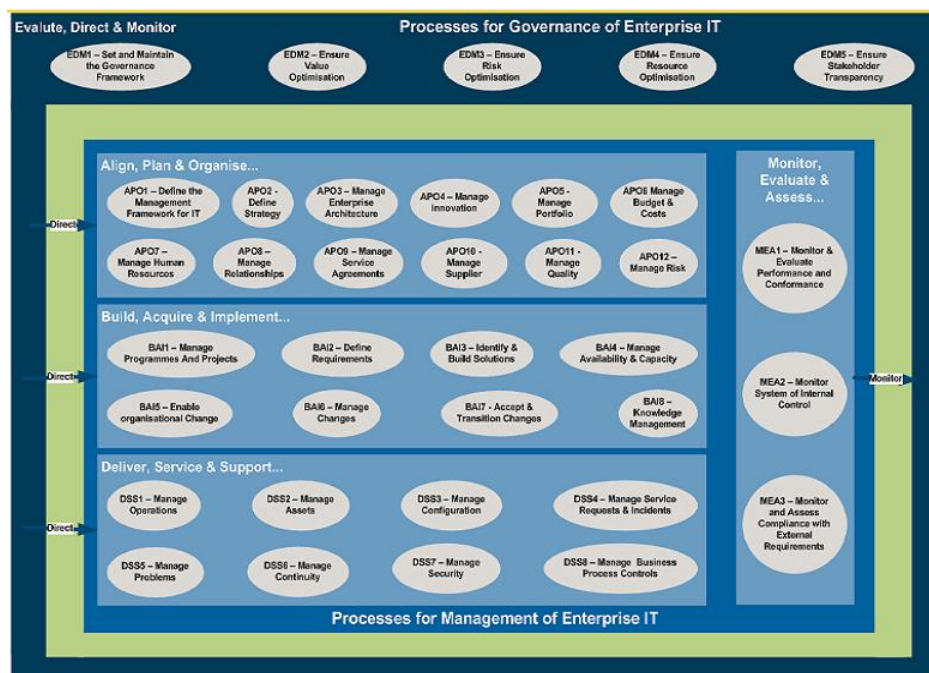 Evalute, Direct & Monitor
Processes for Governance of Enterprise IT
EDM1 – Set and Maintain
the Governance
Framework
EDM2 – Ensure
Value
Optimisation
EDM3 – Ensure
Risk
Optimisation
EDM4 – Ensure
Resource
Optimisation
EDM5 – Ensure
Stakeholder
Transparency
Align, Plan & Organise...
APO1 – Define the
Management
Framework for IT
APO2 -
Define
Strategy
APO3 – Manage
Enterprise
Architecture
APO4 – Manage
Innovation
APO5 -
Manage
Portfolio
APO6 Manage
Budget &
Costs
Direct
APO7 –
Manage Human
Resources
APO8 –
Manage
Relationships
APO9 – Manage
Service
Agreements
APO10 -
Manage
Supplier
APO11 -
Manage
Quality
APO12 –
Manage Risk
Build, Acquire & Implement...
BAI1 – Manage
Programmes And Projects
BAI2 – Define
Requirements
BAI3 – Identify &
Build Solutions
BAI4 – Manage
Availability & Capacity
Direct
BAI5 – Enable
organisational Change
BAI6 – Manage
Changes
BAI7 - Accept &
Transition Changes
BAI8 –
Knowledge
Management
Deliver, Service & Support...
DSS1 – Manage
Operations
DSS2 – Manage
Assets
DSS3 – Manage
Configuration
DSS4 – Manage Service
Requests & Incidents
Direct
DSS5 – Manage
Problems
DSS6 – Manage
Continuity
DSS7 – Manage
Security
DSS8 – Manage Business
Process Controls
Monitor,
Evaluate &
Assess...
MEA1 – Monitor &
Evaluate
Performance and
Conformance
MEA2 – Monitor
System of Internal
Control
Monitor
MEA3 – Monitor
and Assess
Compliance with
External
Requirements
Processes for Management of Enterprise IT